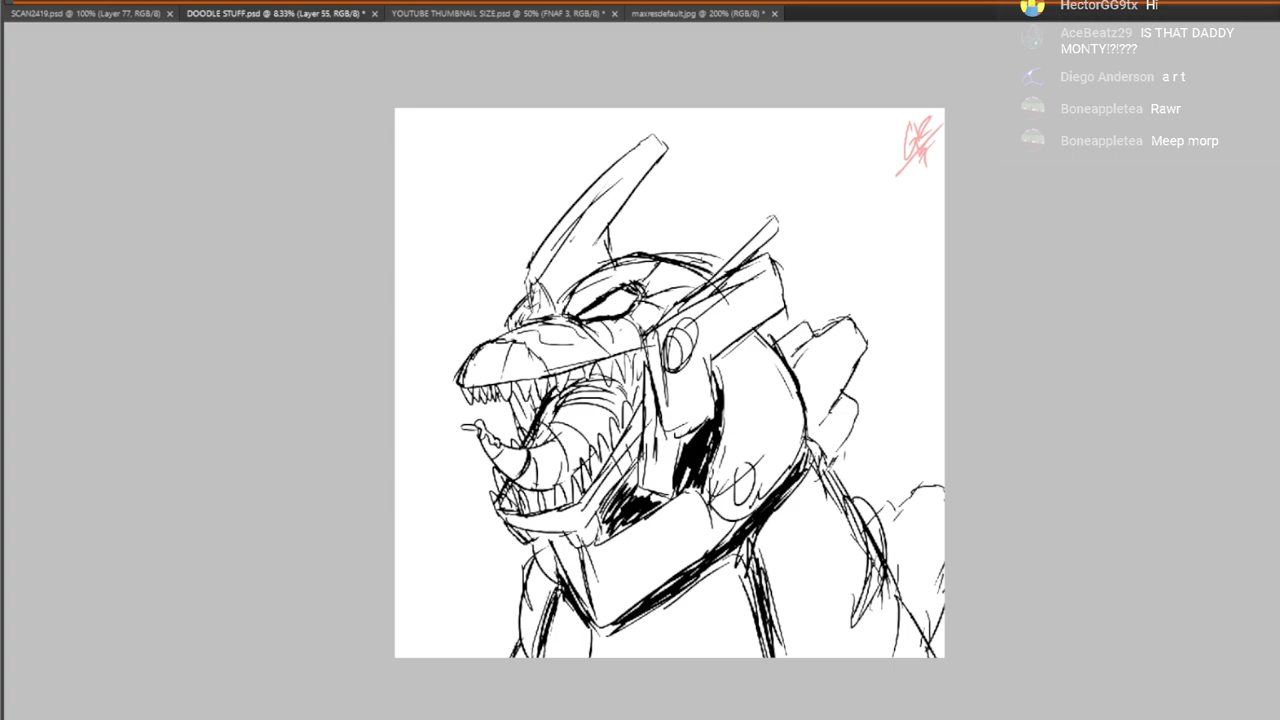 SCAN2419.psd @ 100% (Layer 77, RGB/8) × DOODLE STUFF.psd @ 8.33% (Layer 55, RGB/8) * × YOUTUBE THUMBNAIL SIZE.psd @ 50% (FNAF 3, RGB/8) * × maxresdefault.jpg @ 200% (RGB/8) * ×
HectorGG9tx Hi
AceBeatz29 IS THAT DADDY
MONTY!?!???
Diego Anderson a r t
Boneappletea Rawr
Boneappletea Meep morp